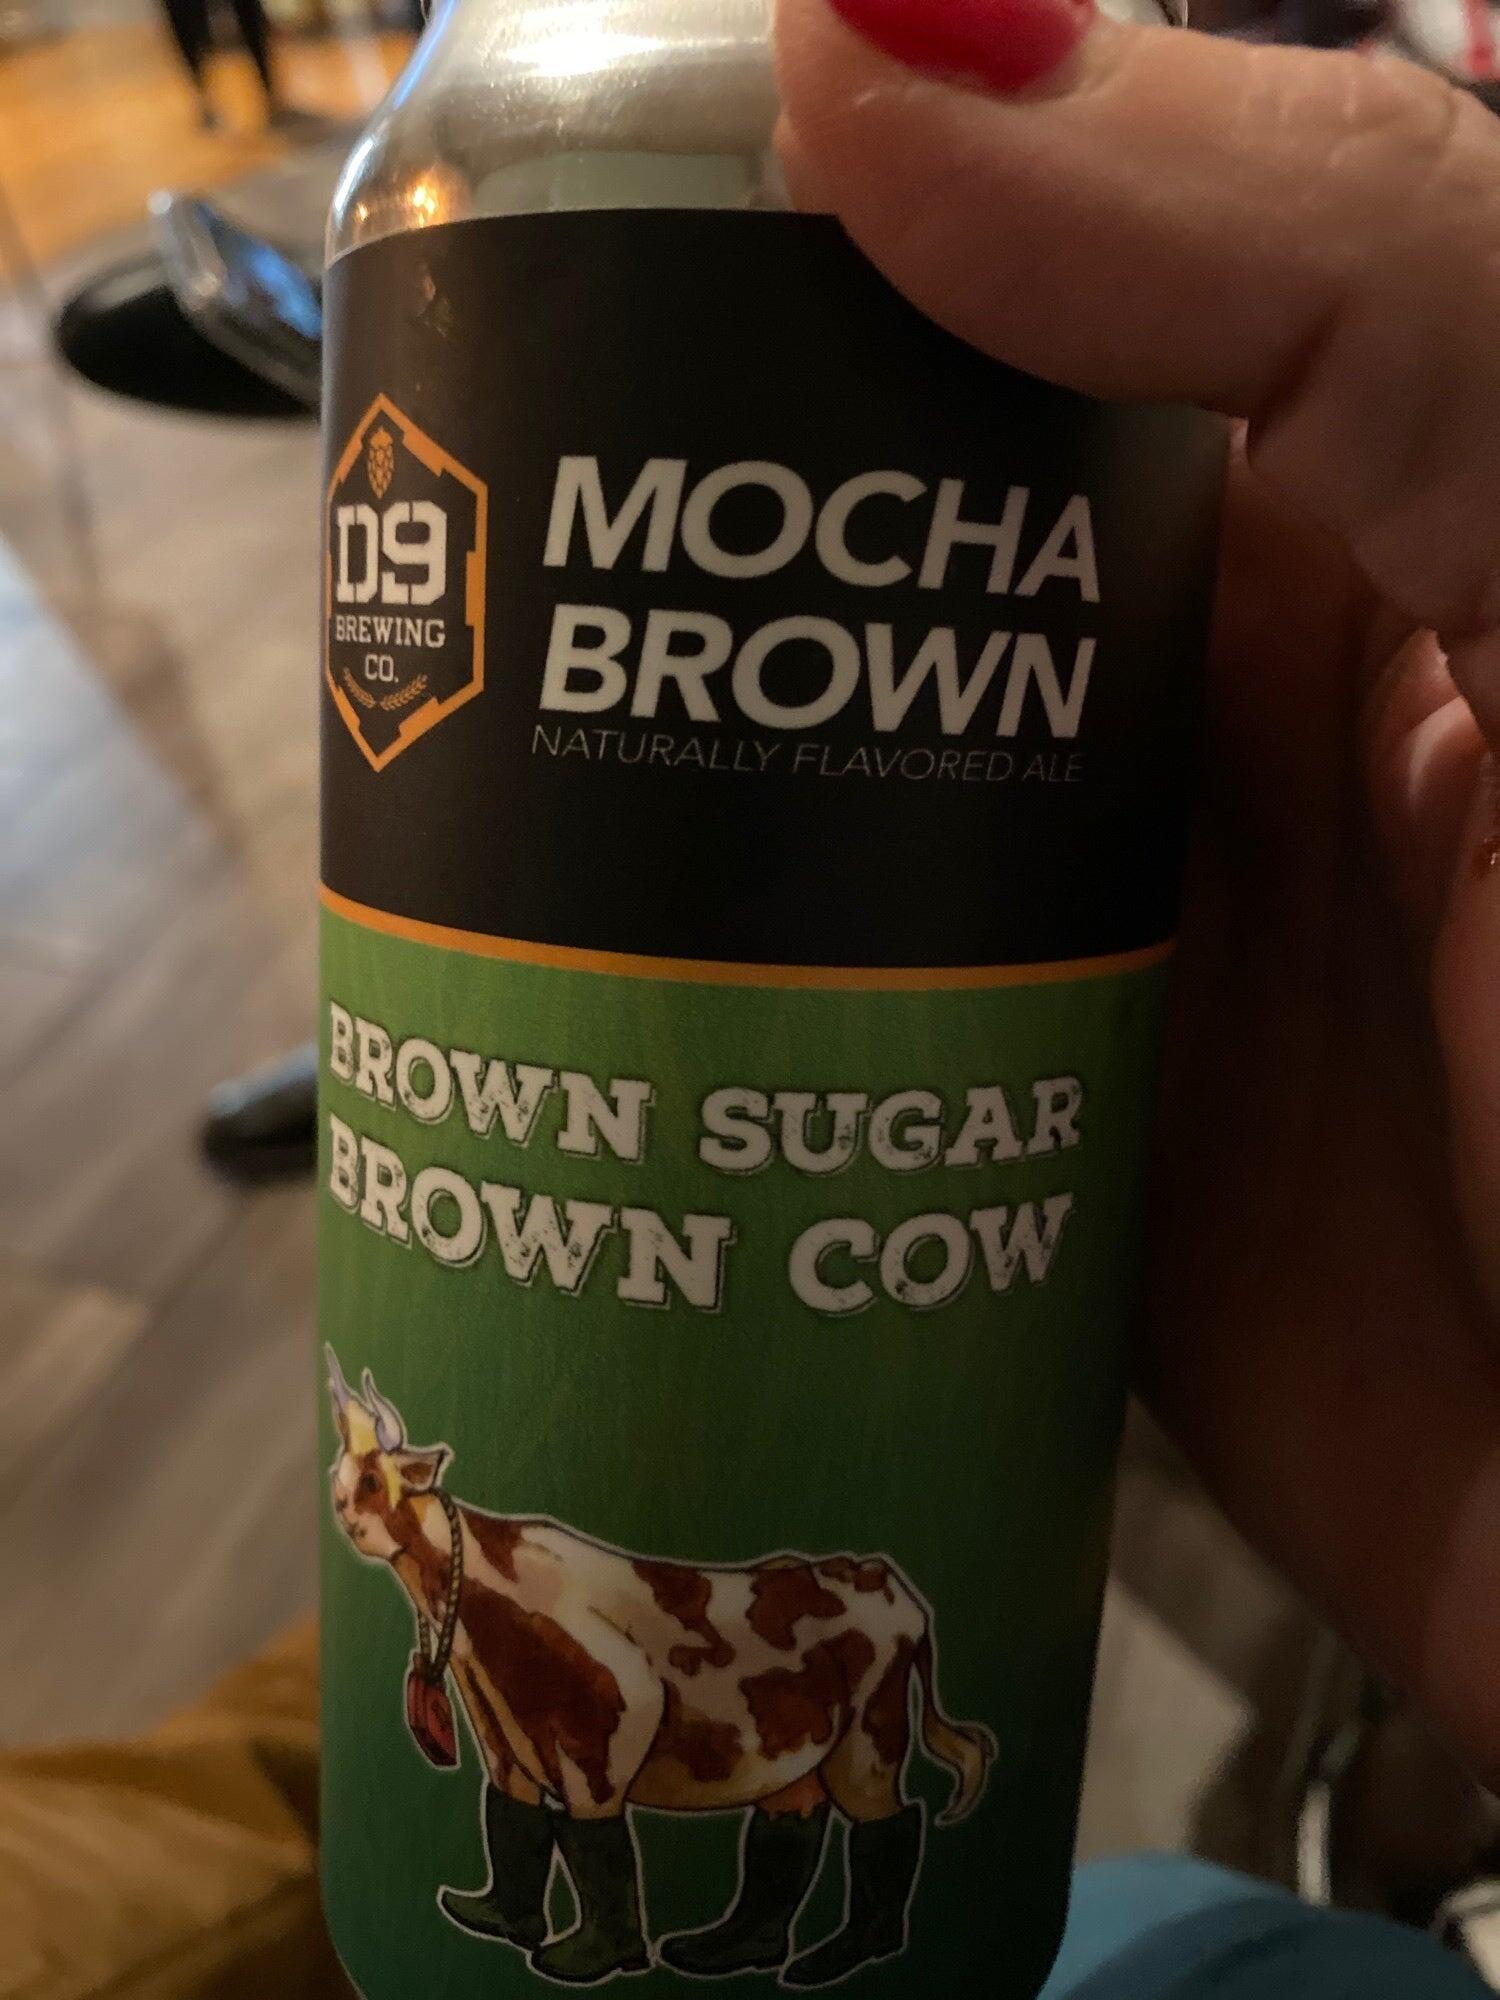 D9
BREWING
CO.
MOCHA
BROWN
NATURALLY FLAVORED ALE
BROWN SUGAR
BROWN COW